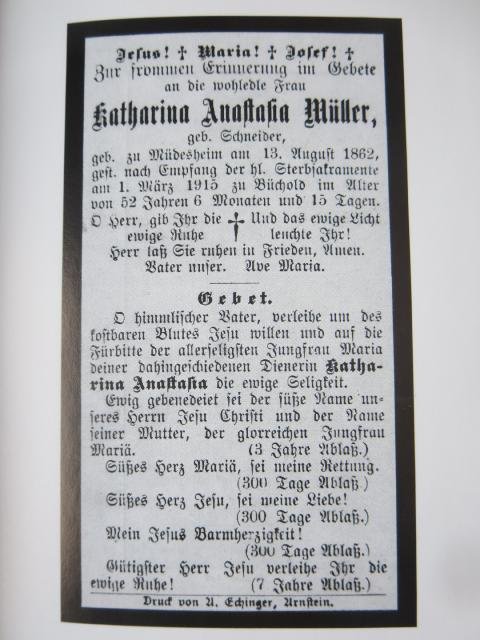 Jesus! † Maria! † Josef! †
Zur frommen Erinnerung im Gebete
an die wohledle Frau
Katharina Anastasia Müller,
geb. Schneider,
geb. zu Müdesheim am 13. August 1862,
gest. nach Empfang der hl. Sterbsakramente
am 1. März 1915 zu Büchold im Alter
von 52 Jahren 6 Monaten und 15 Tagen.
O Herr, gib Ihr die † Und das ewige Licht
ewige Ruhe leuchte Ihr!
Herr laß Sie ruhen in Frieden, Amen.
Vater unser. Ave Maria.
Gebet.
O himmlischer Vater, verleihe um des
kostbaren Blutes Jesu willen und auf die
Fürbitte der allerseligsten Jungfrau Maria
deiner dahingeschiedenen Dienerin Katha-
rina Anastasia die ewige Seligkeit.
Ewig gebenedeiet sei der süße Name un-
seres Herrn Jesu Christi und der Name
seiner Mutter, der glorreichen Jungfrau
Mariä. (3 Jahre Ablaß.)
Süßes Herz Mariä, sei meine Rettung.
(300 Tage Ablaß.)
Süßes Herz Jesu, sei meine Liebe!
(300 Tage Ablaß.)
Mein Jesus Barmherzigkeit!
(300 Tage Ablaß.)
Gütigster Herr Jesu verleihe Ihr die
ewige Ruhe! (7 Jahre Ablaß.)
Druck von A. Echinger, Arnstein.